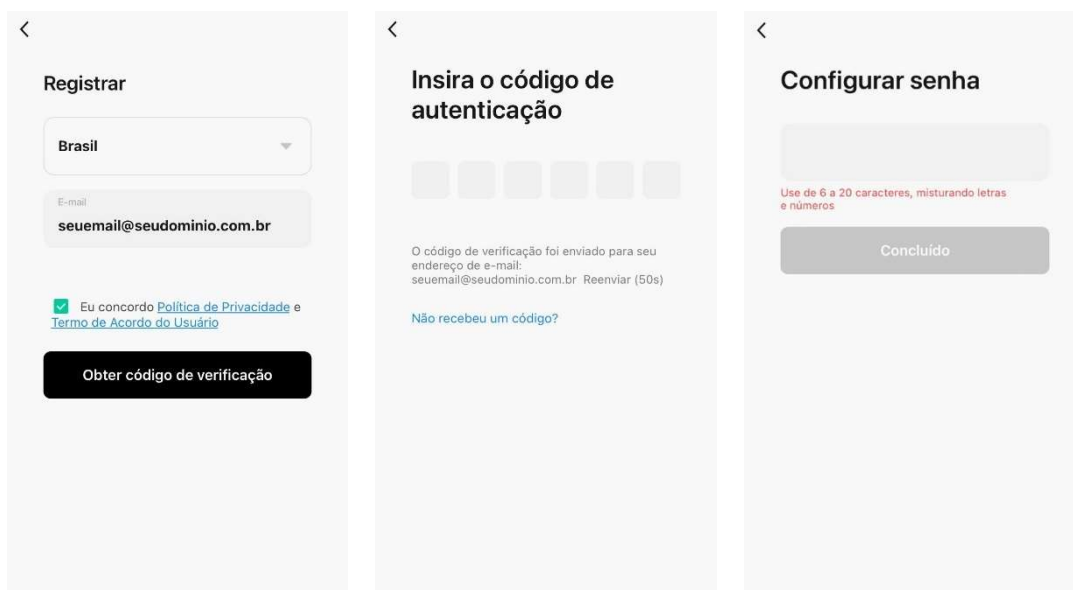 Registrar
Brasil
E-mail
seuemail@seudominio.com.br
Eu concordo Política de Privacidade e
Termo de Acordo do Usuário
Obter código de verificação
Insira o código de
autenticação
O código de verificação foi enviado para seu
endereço de e-mail:
seuemail@seudominio.com.br Reenviar (50s)
Não recebeu um código?
Configurar senha
Use de 6 a 20 caracteres, misturando letras
e números
Concluído